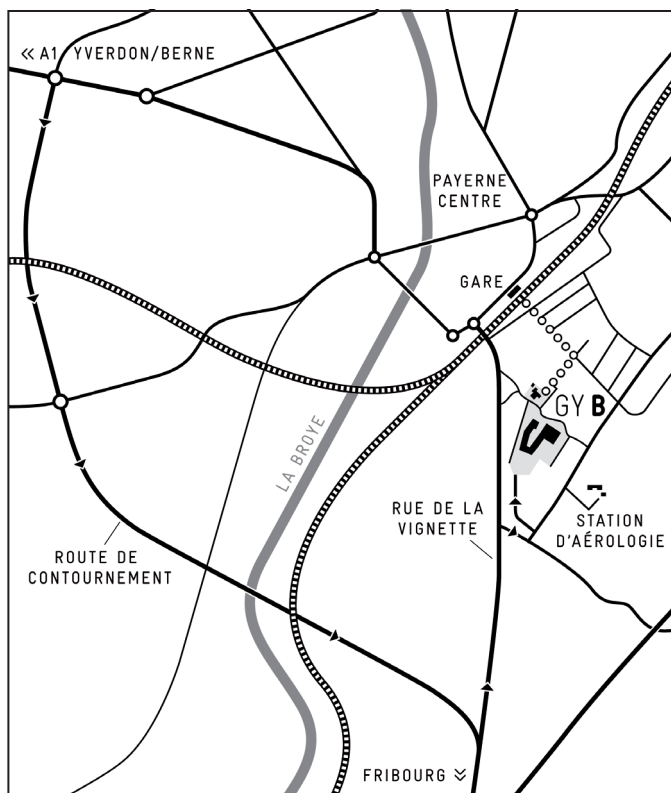 << A1 YVERDON/BERNE
PAYERNE
CENTRE
GARE
GY B
LA BROYE
RUE DE LA
VIGNETTE
STATION
D'AÉROLOGIE
ROUTE DE
CONTOURNEMENT
FRIBOURG >>